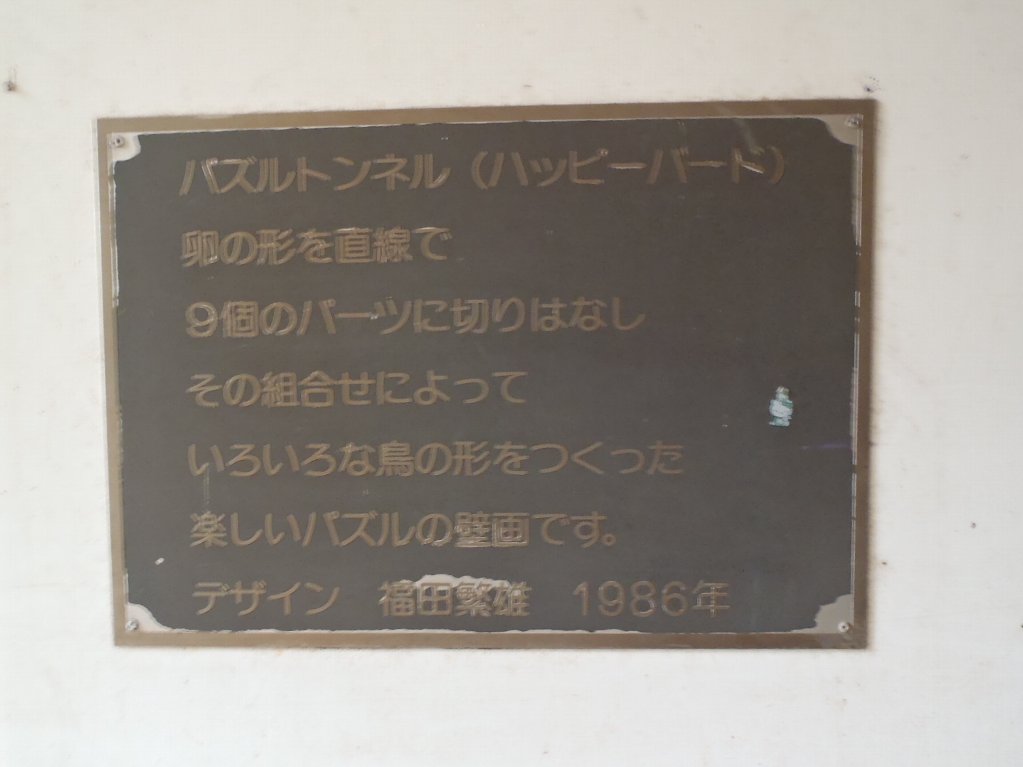 パズルトンネル（ハッピーバード）
卵の形を直線で
９個のパーツに切りはなし
その組合せによって
いろいろな鳥の形をつくった
楽しいパズルの壁画です。
デザイン　福田繁雄　1986年